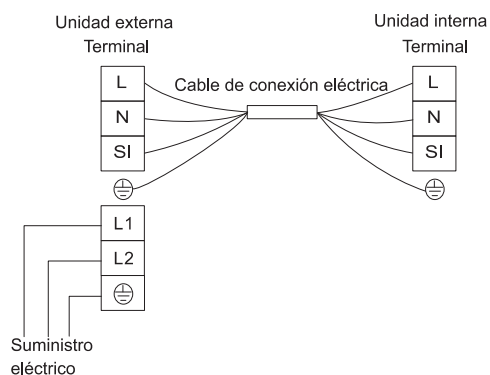 Unidad externa
Terminal
Unidad interna
Terminal
Cable de conexión eléctrica
L
N
SI
L
N
SI
L1
L2
Suministro
eléctrico